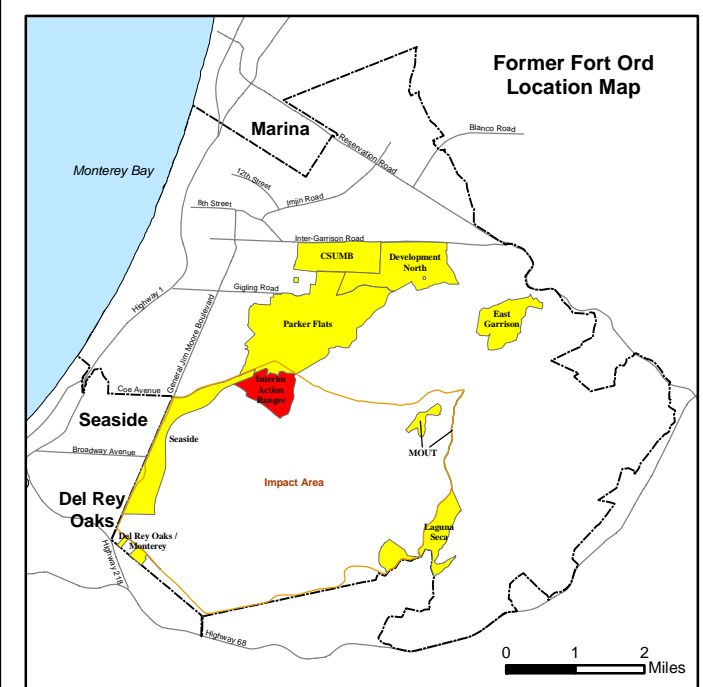 Former Fort Ord
Location Map
Marina
Blanco Road
Reservation Road
Monterey Bay
12th Street
8th Street
Imjin Road
Inter-Garrison Road
CSUMB
Development
North
Gigling Road
Highway 1
General Jim Moore Boulevard
East
Garrison
Parker Flats
Coe Avenue
Interim
Action
Ranges
Seaside
Seaside
Broadway Avenue
MOUT
Impact Area
Del Rey
Oaks
Del Rey Oaks /
Monterey
Laguna
Seca
Highway 218
Highway 68
0 1 2
Miles